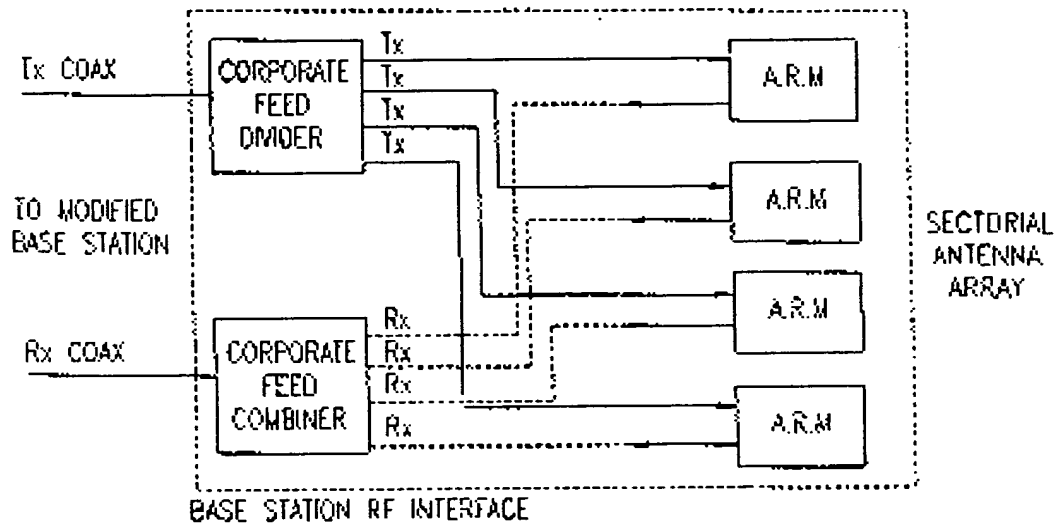 Tx COAX
CORPORATE
FEED
DIVIDER
Tx
Tx
Tx
Tx
A.R.M
A.R.M
A.R.M
A.R.M
TO MODIFIED
BASE STATION
SECTORIAL
ANTENNA
ARRAY
Rx COAX
CORPORATE
FEED
COMBINER
Rx
Rx
Rx
Rx
BASE STATION RF INTERFACE